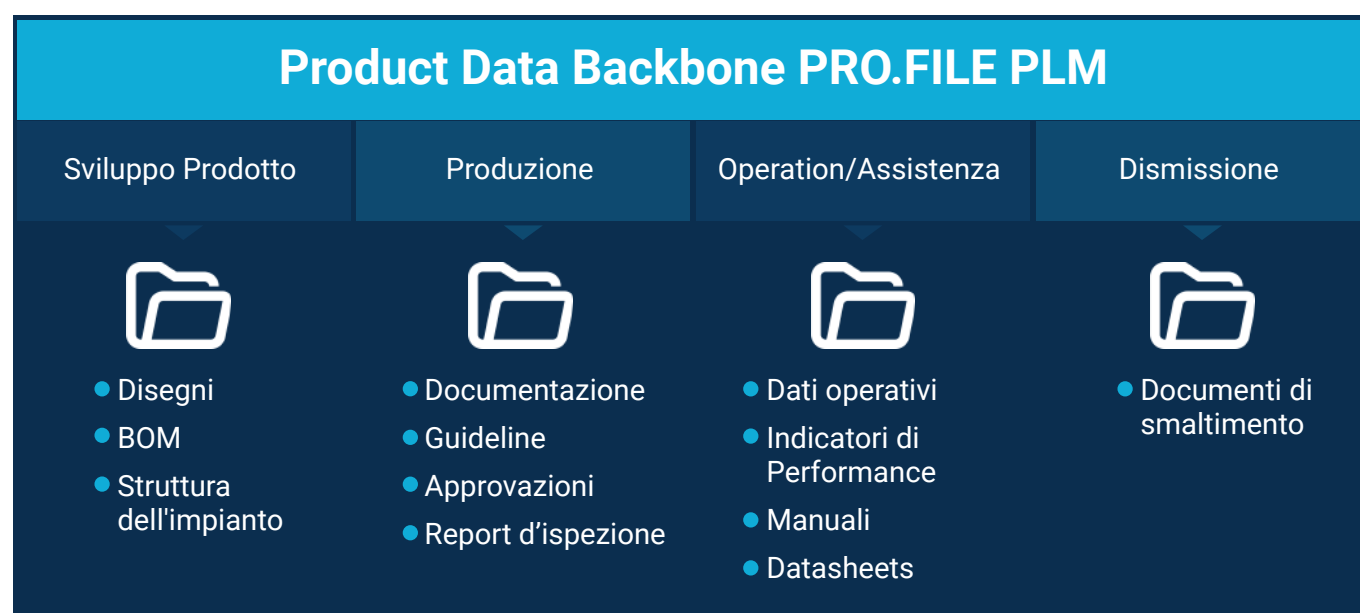 Product Data Backbone PRO.FILE PLM
Sviluppo Prodotto
Produzione
Operation/Assistenza
Dismissione
Disegni
BOM
Struttura
dell'impianto
Documentazione
Guideline
Approvazioni
Report d’ispezione
Dati operativi
Indicatori di
Performance
Manuali
Datasheets
Documenti di
smaltimento